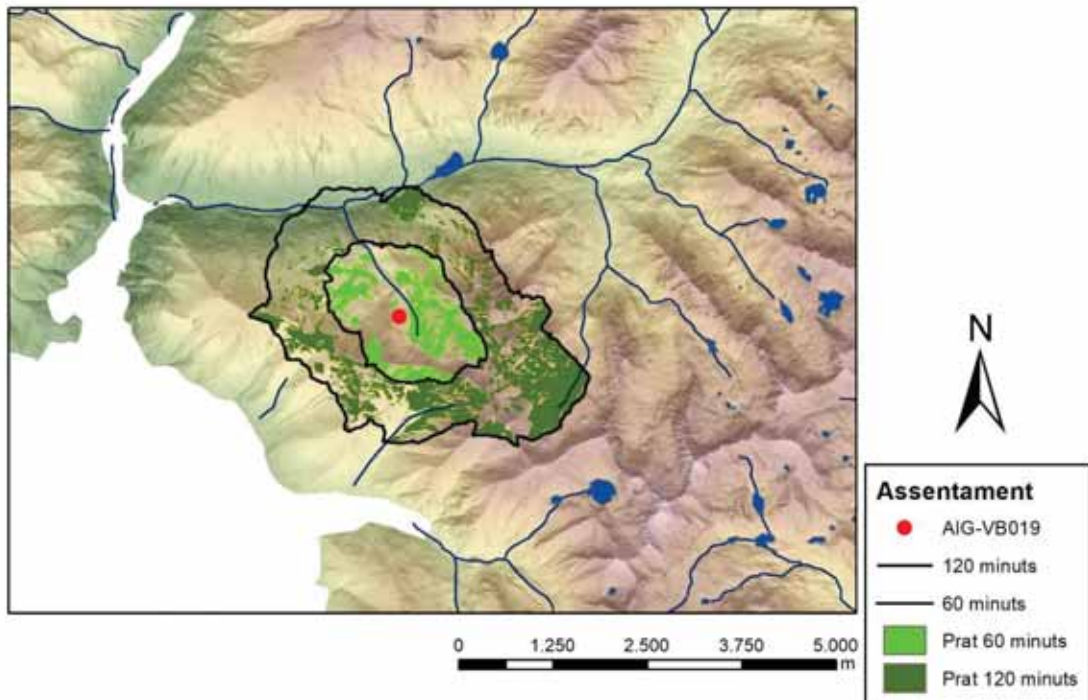 N
Assentament
AIG-VB019
120 minuts
60 minuts
Prat 60 minuts
Prat 120 minuts
0 1.250 2.500 3.750 5.000
m